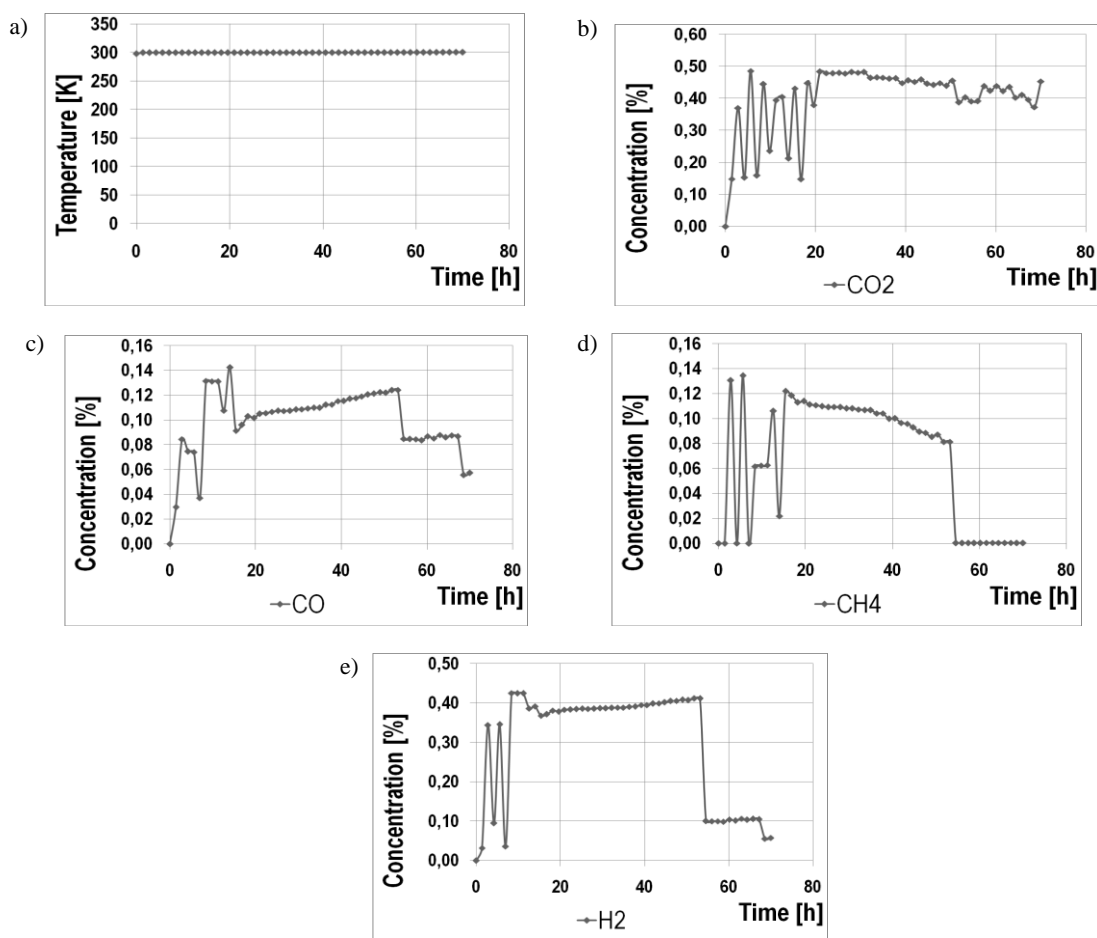 a)
Temperature [K]
350
300
250
200
150
100
50
0
0 20 40 60 80
Time [h]
b)
Concentration [%]
0,60
0,50
0,40
0,30
0,20
0,10
0,00
0 20 40 60 80
Time [h]
CO2
c)
Concentration [%]
0,16
0,14
0,12
0,10
0,08
0,06
0,04
0,02
0,00
0 20 40 60 80
Time [h]
CO
d)
Concentration [%]
0,16
0,14
0,12
0,10
0,08
0,06
0,04
0,02
0,00
0 20 40 60 80
Time [h]
CH4
e)
Concentration [%]
0,50
0,40
0,30
0,20
0,10
0,00
0 20 40 60 80
Time [h]
H2